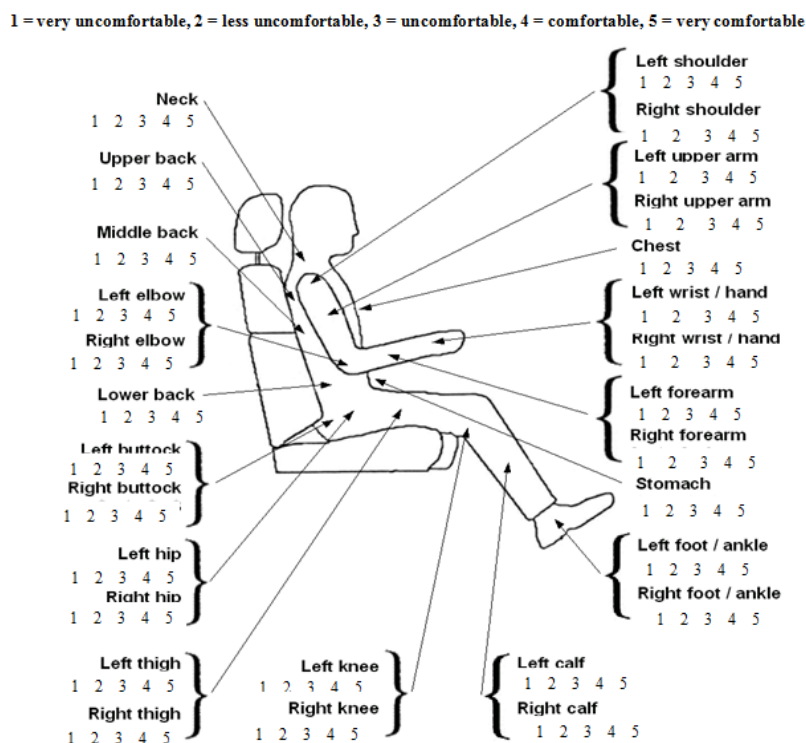 1 = very uncomfortable, 2 = less uncomfortable, 3 = uncomfortable, 4 = comfortable, 5 = very comfortable
Neck
1 2 3 4 5
Upper back
1 2 3 4 5
Middle back
1 2 3 4 5
Left elbow
1 2 3 4 5
Right elbow
1 2 3 4 5
Lower back
1 2 3 4 5
Left buttock
1 2 3 4 5
Right buttock
1 2 3 4 5
Left hip
1 2 3 4 5
Right hip
1 2 3 4 5
Left thigh
1 2 3 4 5
Right thigh
1 2 3 4 5
Left knee
1 2 3 4 5
Right knee
1 2 3 4 5
Left calf
1 2 3 4 5
Right calf
1 2 3 4 5
Left shoulder
1 2 3 4 5
Right shoulder
1 2 3 4 5
Left upper arm
1 2 3 4 5
Right upper arm
1 2 3 4 5
Chest
1 2 3 4 5
Left wrist / hand
1 2 3 4 5
Right wrist / hand
1 2 3 4 5
Left forearm
1 2 3 4 5
Right forearm
1 2 3 4 5
Stomach
1 2 3 4 5
Left foot / ankle
1 2 3 4 5
Right foot / ankle
1 2 3 4 5